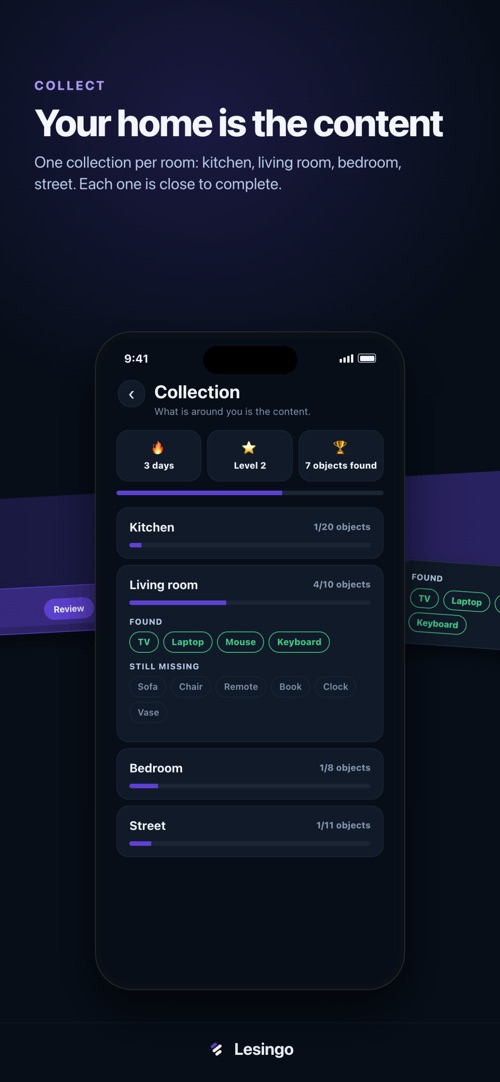 COLLECT
Your home is the content
One collection per room: kitchen, living room, bedroom,
street. Each one is close to complete.
9:41
Collection
What is around you is the content.
3 days
Level 2
7 objects found
Kitchen
1/20 objects
Living room
4/10 objects
FOUND
TV
Laptop
Mouse
Keyboard
STILL MISSING
Sofa
Chair
Remote
Book
Clock
Vase
Bedroom
1/8 objects
Street
1/11 objects
Review
FOUND
TV
Laptop
Keyboard
Lesingo